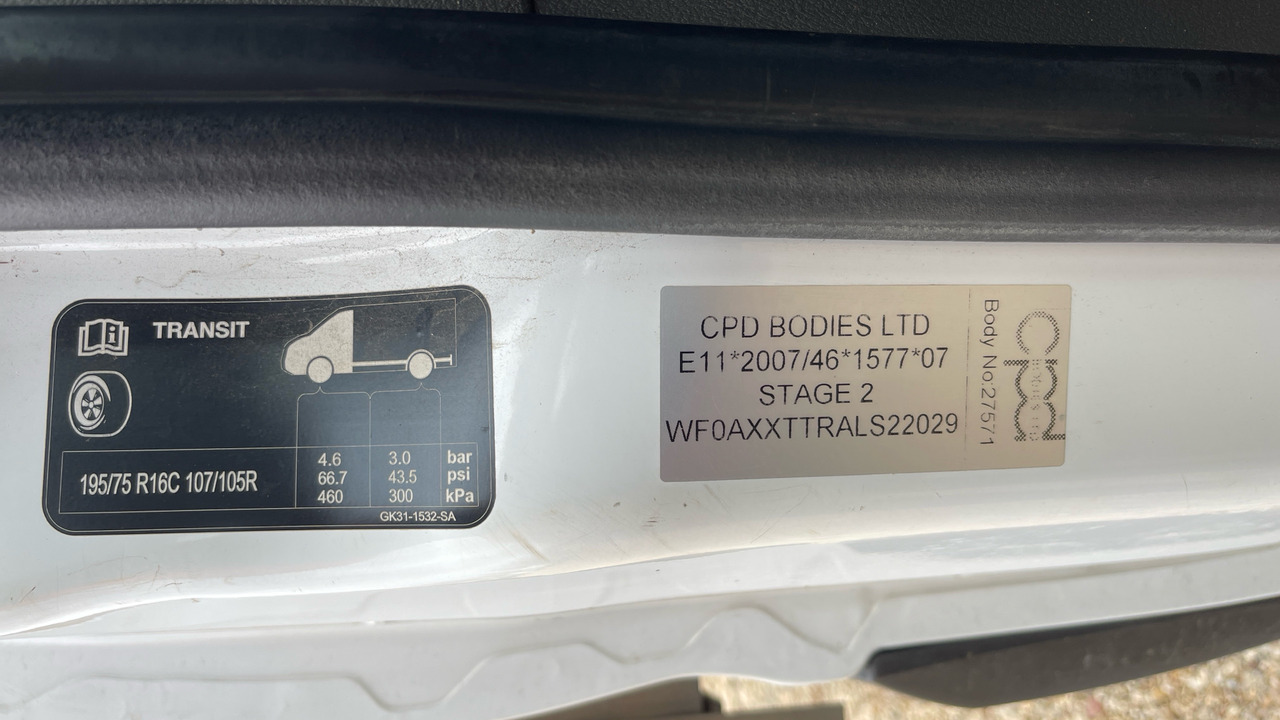 TRANSIT
195/75 R16C 107/105R
4.6 3.0 bar
66.7 43.5 psi
460 300 kPa
GK31-1532-SA
CPD BODIES LTD
E11*2007/46*1577*07
STAGE 2
WF0AXXTTRALS22029
Body No:27571
cpd